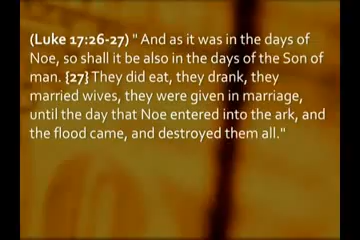 (Luke 17:26-27) " And as it was in the days of
Noe, so shall it be also in the days of the Son of
man. {27} They did eat, they drank, they
married wives, they were given in marriage,
until the day that Noe entered into the ark, and
the flood came, and destroyed them all."